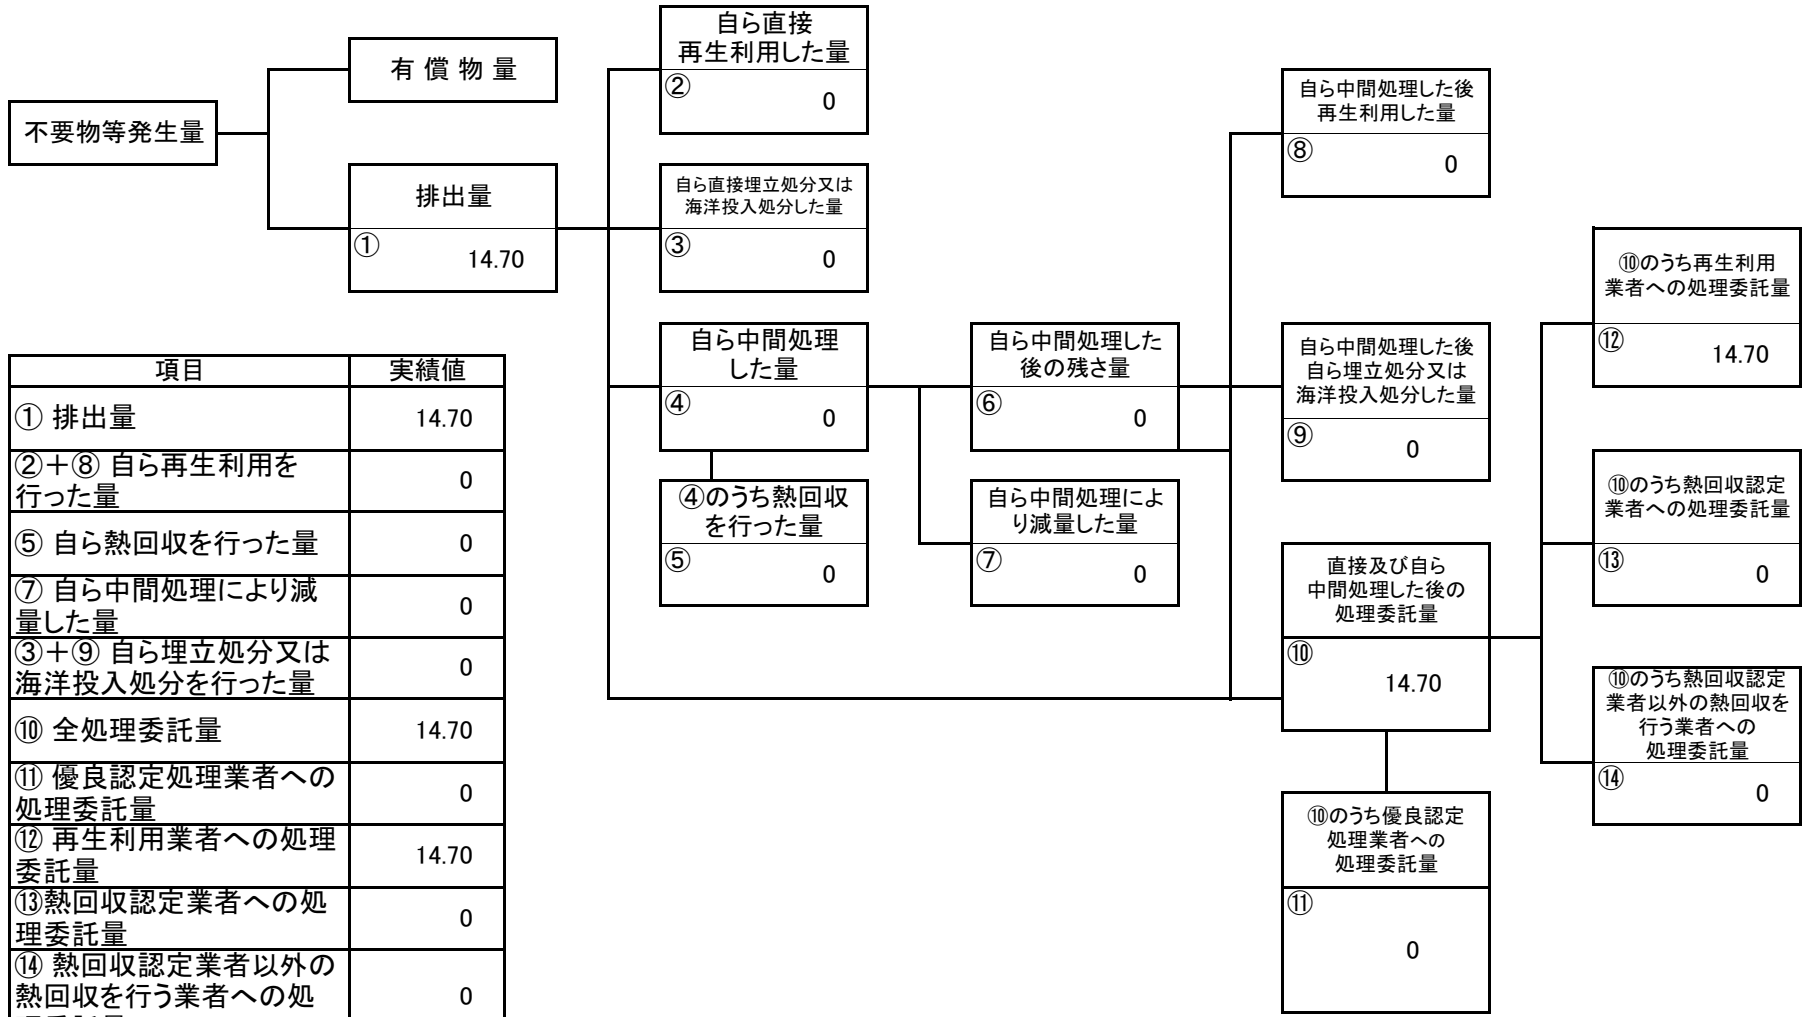 不要物等発生量
有 償 物 量
排出量
①
14.70
自ら直接
再生利用した量
②
0
自ら直接埋立処分又は
海洋投入処分した量
③
0
自ら中間処理
した量
④
0
④のうち熱回収
を行った量
⑤
0
自ら中間処理した
後の残さ量
⑥
0
自ら中間処理によ
り減量した量
⑦
0
自ら中間処理した後
再生利用した量
⑧
0
自ら中間処理した後
自ら埋立処分又は
海洋投入処分した量
⑨
0
直接及び自ら
中間処理した後の
処理委託量
⑩
14.70
⑩のうち優良認定
処理業者への
処理委託量
⑪
0
⑩のうち再生利用
業者への処理委託量
⑫
14.70
⑩のうち熱回収認定
業者への処理委託量
⑬
0
⑩のうち熱回収認定
業者以外の熱回収を
行う業者への
処理委託量
⑭
0
項目 実績値
① 排出量 14.70
②+⑧ 自ら再生利用を
行った量
0
⑤ 自ら熱回収を行った量 0
⑦ 自ら中間処理により減
量した量
0
③+⑨ 自ら埋立処分又は
海洋投入処分を行った量
0
⑩ 全処理委託量 14.70
⑪ 優良認定処理業者への
処理委託量
0
⑫ 再生利用業者への処理
委託量
14.70
⑬熱回収認定業者への処
理委託量
0
⑭ 熱回収認定業者以外の
熱回収を行う業者への処
0